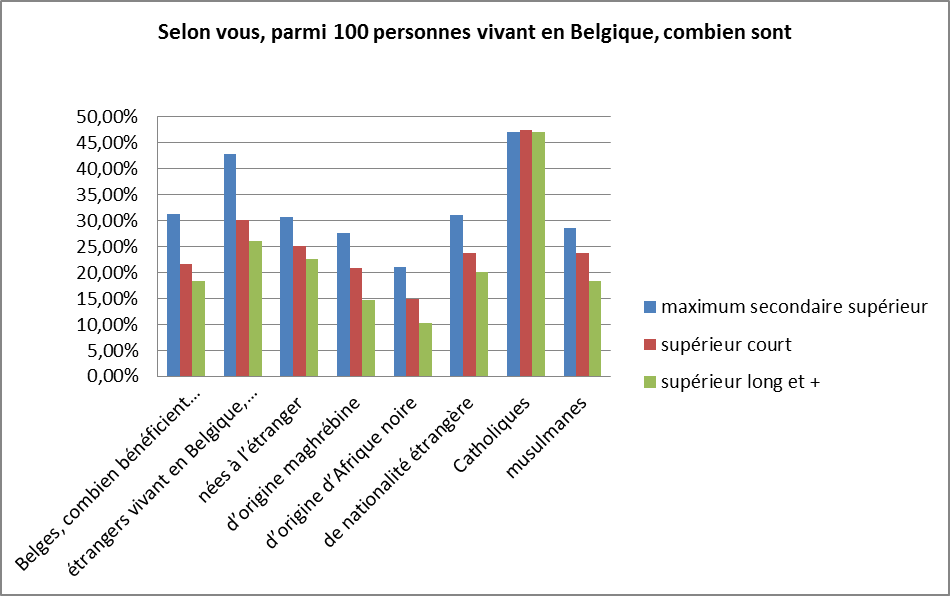 Selon vous, parmi 100 personnes vivant en Belgique, combien sont
50,00%
45,00%
40,00%
35,00%
30,00%
25,00%
20,00%
15,00%
10,00%
5,00%
0,00%
Belges, combien bénéficient…
étrangers vivant en Belgique,…
nées à l’étranger
d’origine maghrébine
d’origine d’Afrique noire
de nationalité étrangère
Catholiques
musulmanes
maximum secondaire supérieur
supérieur court
supérieur long et +